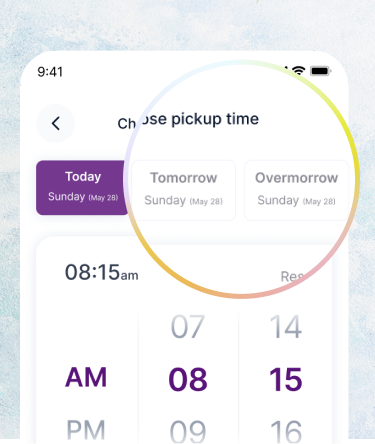 9:41
Choose pickup time
Today Tomorrow Overmorrow
Sunday (May 28) Sunday (May 28) Sunday (May 28)
08:15am Res
07 14
AM 08 15
PM 09 16